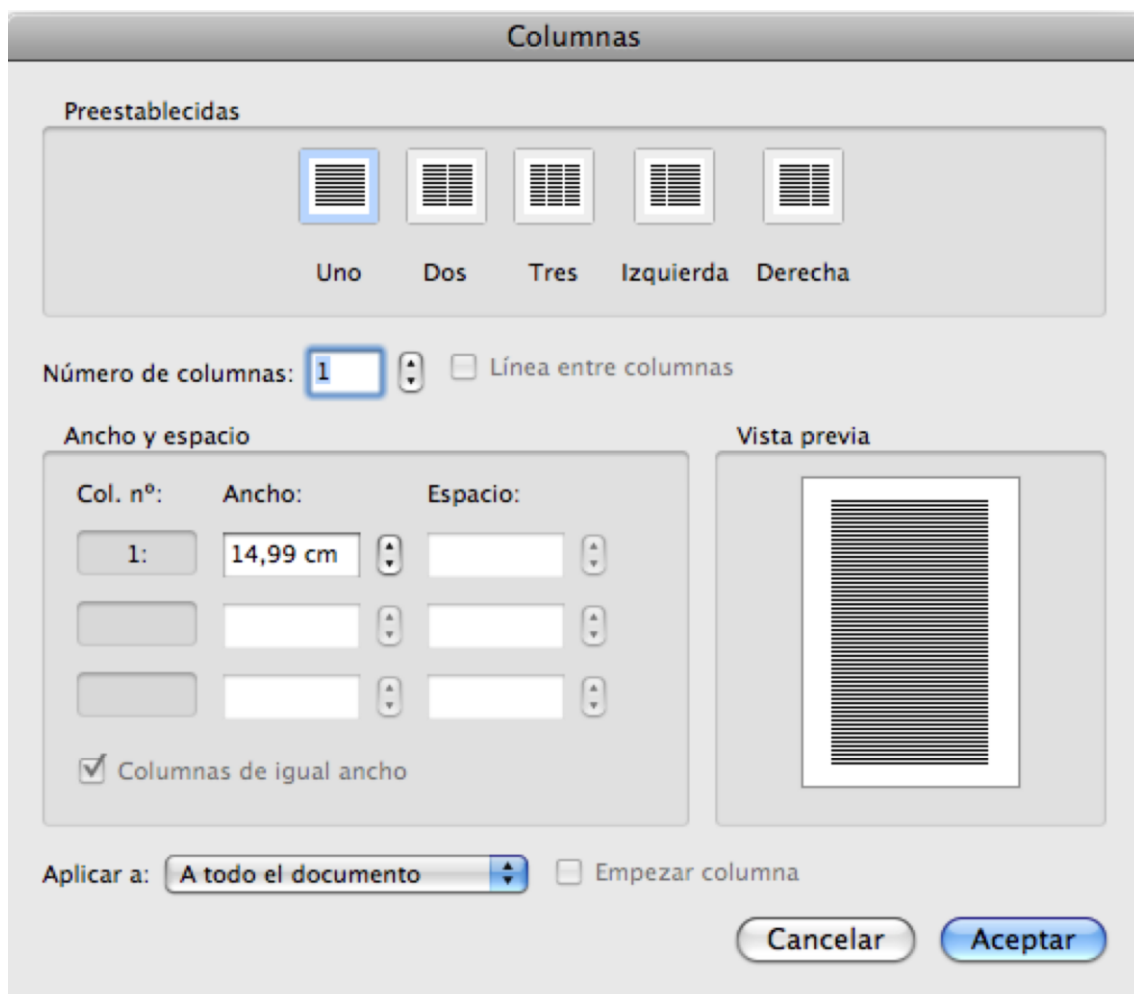 Columnas
Preestablecidas
Uno Dos Tres Izquierda Derecha
Número de columnas: 1 Línea entre columnas
Ancho y espacio Vista previa
Col. nº: Ancho: Espacio:
1: 14,99 cm
Columnas de igual ancho
Aplicar a: A todo el documento Empezar columna
Cancelar Aceptar